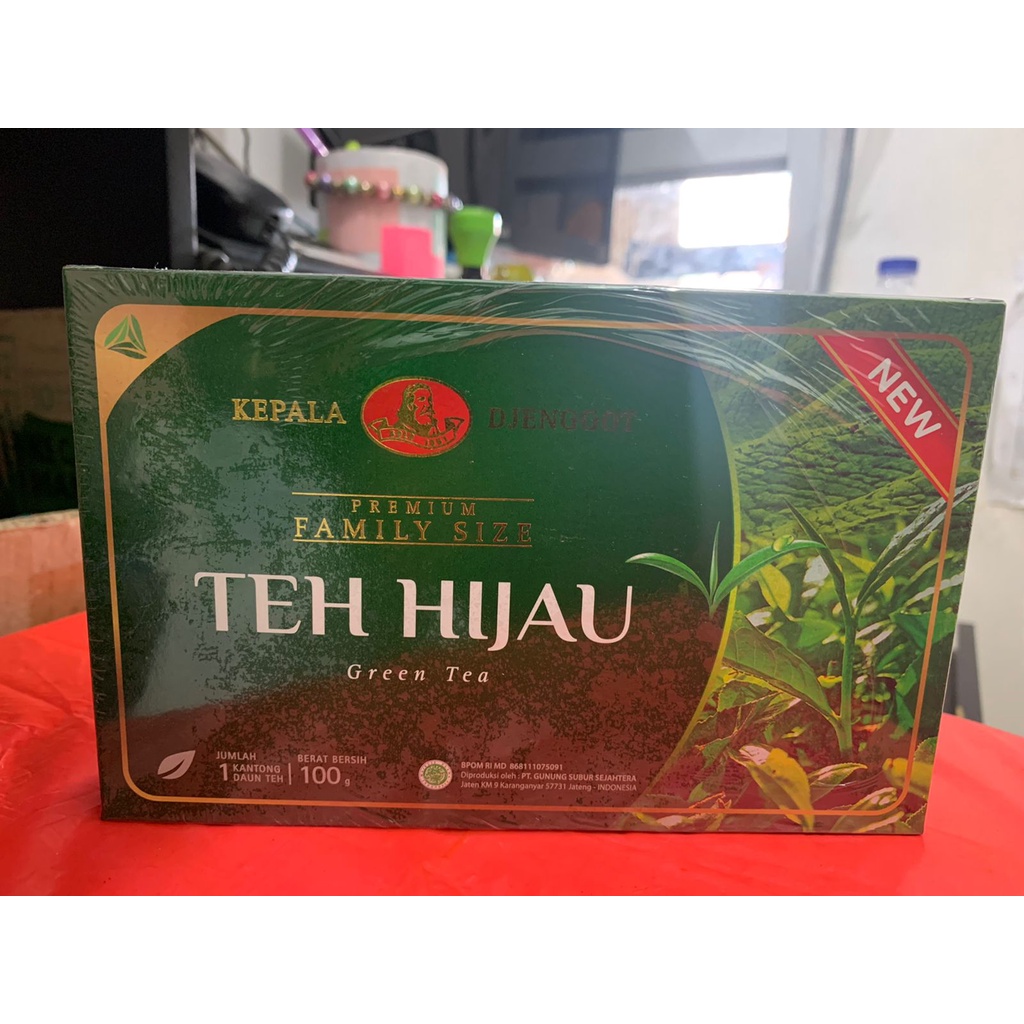 NEW
KEPALA DJENGGOT
PREMIUM
FAMILY SIZE
TEH HIJAU
Green Tea
JUMLAH
1 KANTONG
DAUN TEH
BERAT BERSIH
100 g
BPOM RI MD 868111075091
Diproduksi oleh : PT. GUNUNG SUBUR SEJAHTERA
Jaten KM 9 Karanganyar 57731 Jateng - INDONESIA